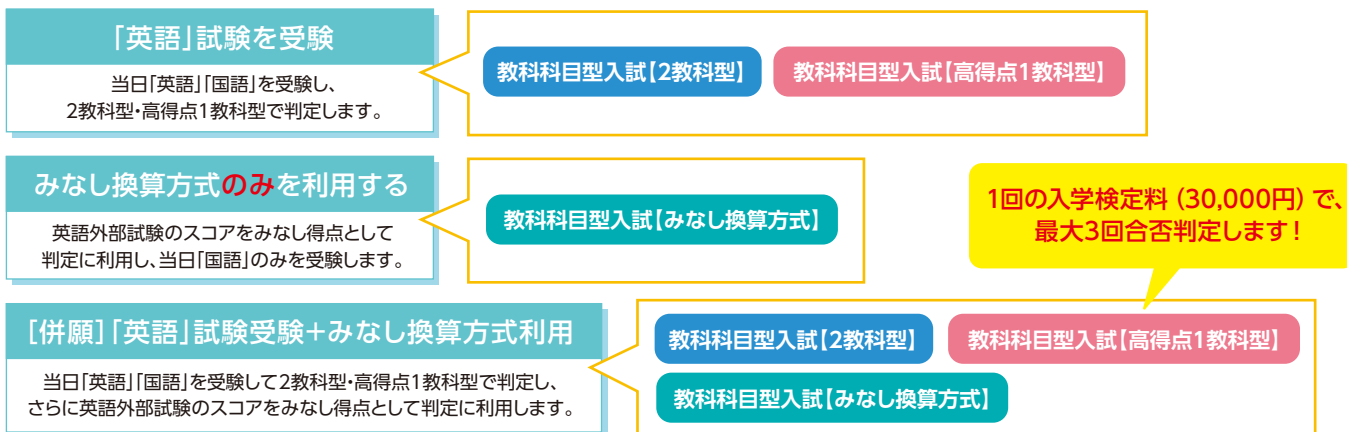 「英語」試験を受験
当日「英語」「国語」を受験し、
2教科型・高得点1教科型で判定します。
教科科目型入試【2教科型】
教科科目型入試【高得点1教科型】
みなし換算方式のみを利用する
英語外部試験のスコアをみなし得点として
判定に利用し、当日「国語」のみを受験します。
教科科目型入試【みなし換算方式】
1回の入学検定料（30,000円）で、
最大3回合否判定します！
［併願］「英語」試験受験＋みなし換算方式利用
当日「英語」「国語」を受験して2教科型・高得点1教科型で判定し、
さらに英語外部試験のスコアをみなし得点として判定に利用します。
教科科目型入試【2教科型】
教科科目型入試【高得点1教科型】
教科科目型入試【みなし換算方式】